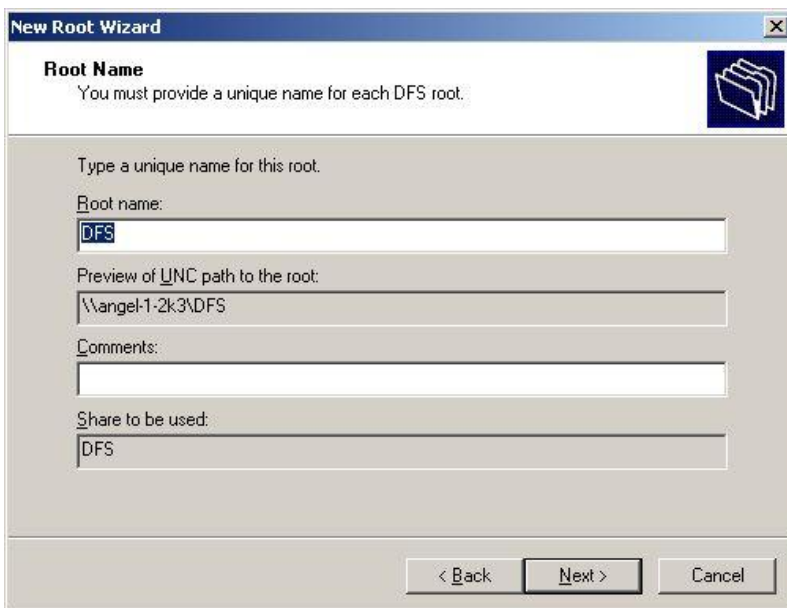 New Root Wizard
Root Name
You must provide a unique name for each DFS root.
Type a unique name for this root.
Root name:
DFS
Preview of UNC path to the root:
\\angel-1-2k3\DFS
Comments:
Share to be used:
DFS
< Back Next > Cancel